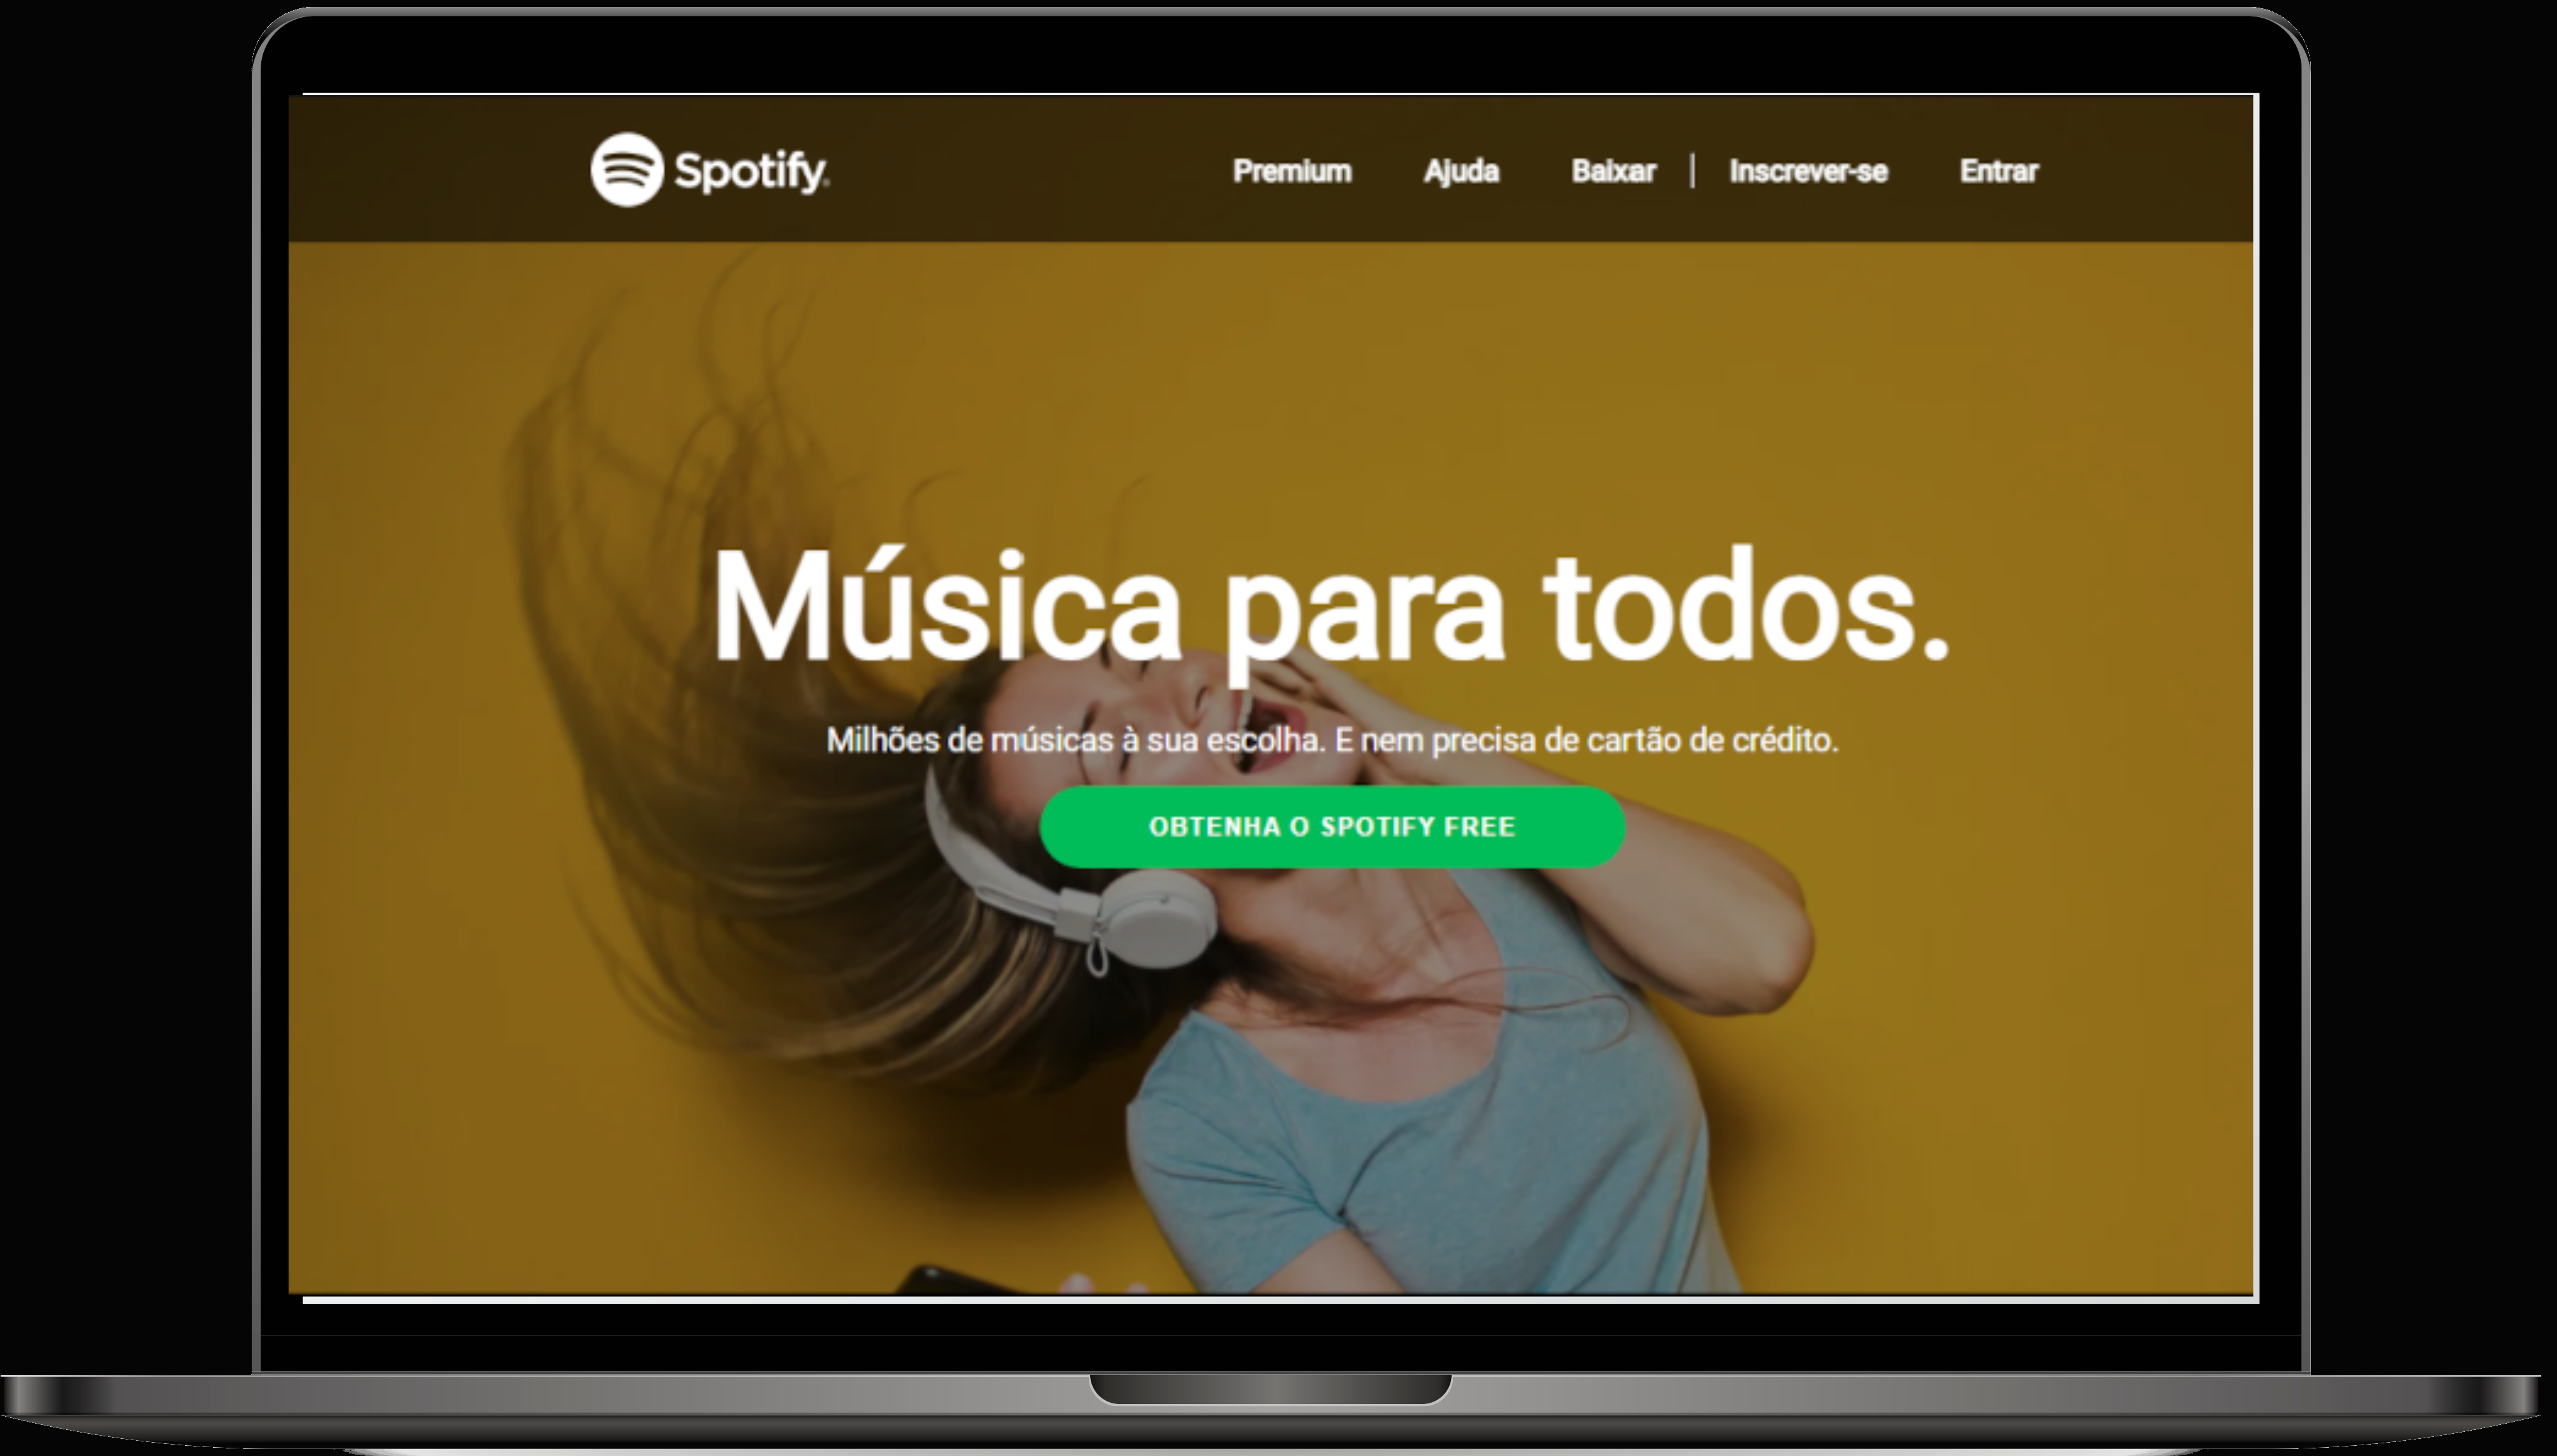 Spotify
Premium Ajuda Baixar | Inscrever-se Entrar
Música para todos.
Milhões de músicas à sua escolha. E nem precisa de cartão de crédito.
OBTENHA O SPOTIFY FREE